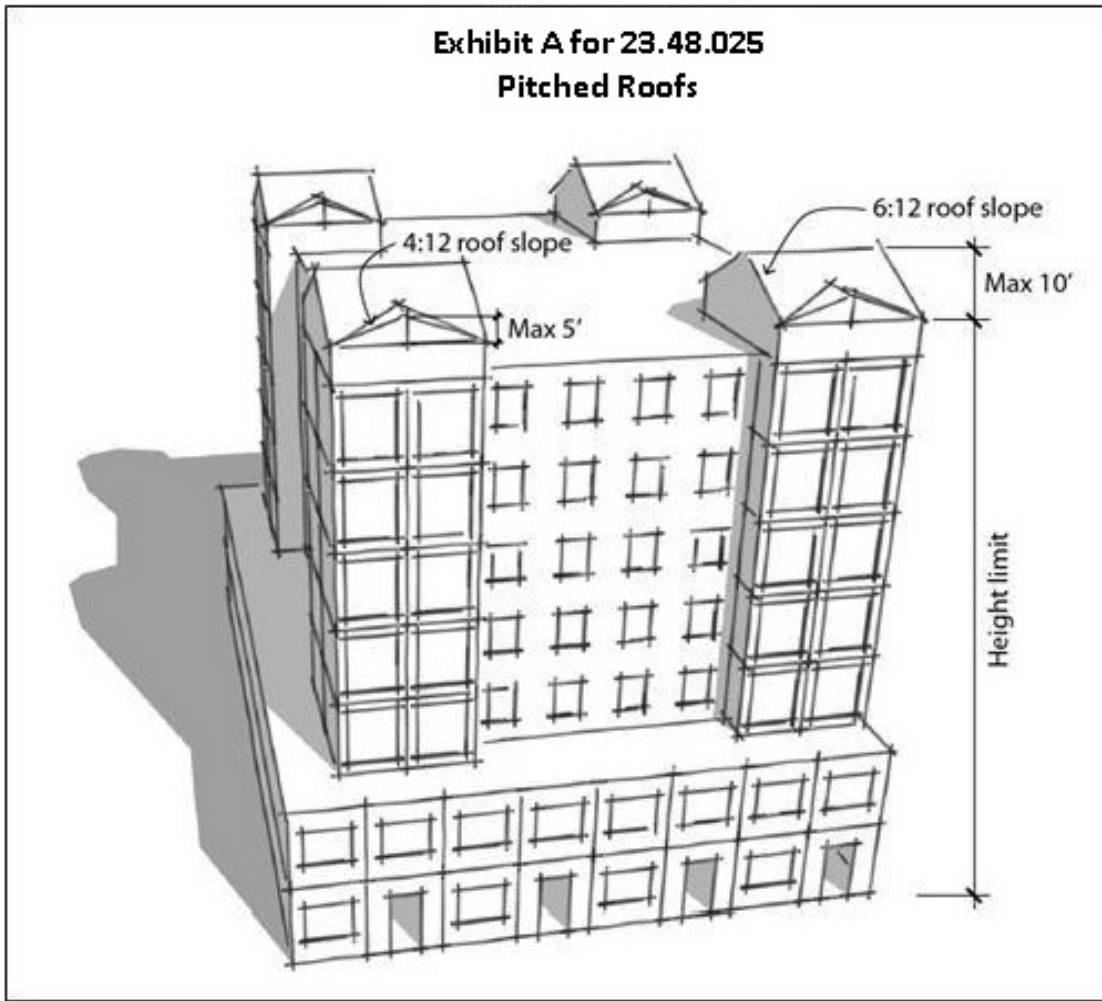 Exhibit A for 23.48.025
Pitched Roofs
6:12 roof slope
4:12 roof slope
Max 10'
Max 5'
Height limit